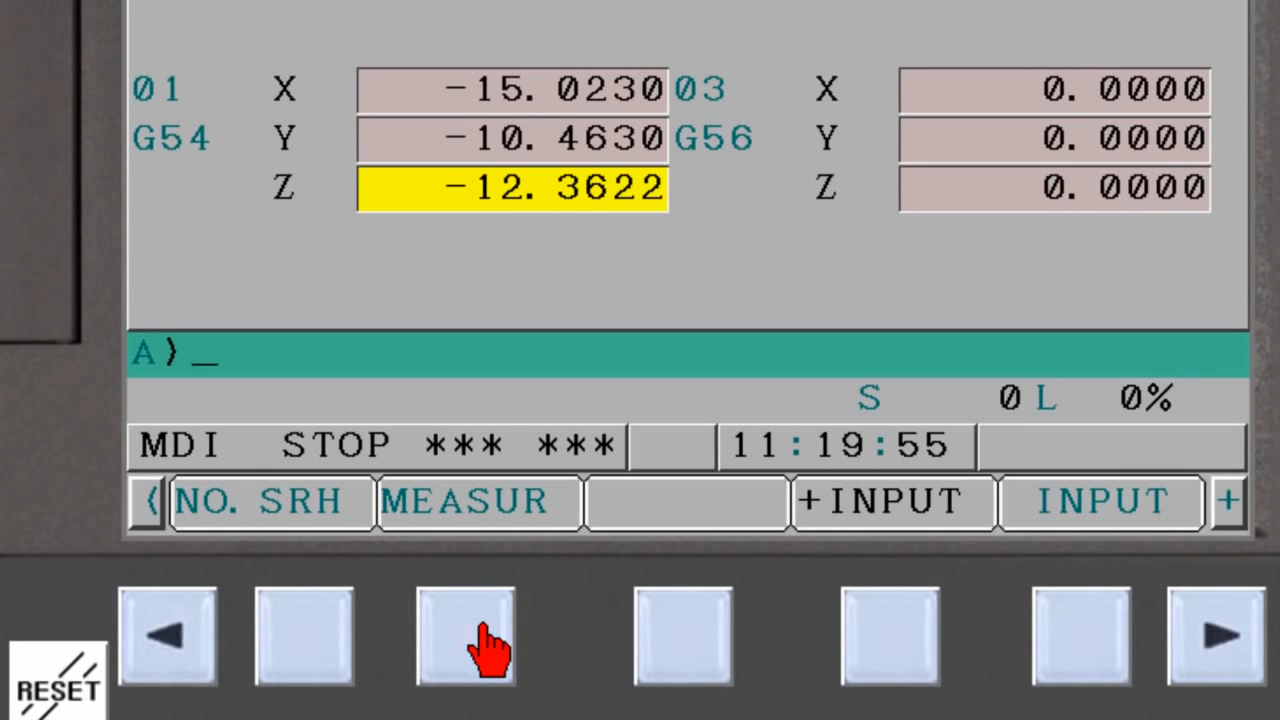 01 X -15.0230 03 X 0.0000
G54 Y -10.4630 G56 Y 0.0000
Z -12.3622 Z 0.0000
A>_
S 0 L 0%
MDI STOP *** *** 11:19:55
( NO. SRH MEASUR +INPUT INPUT +
RESET